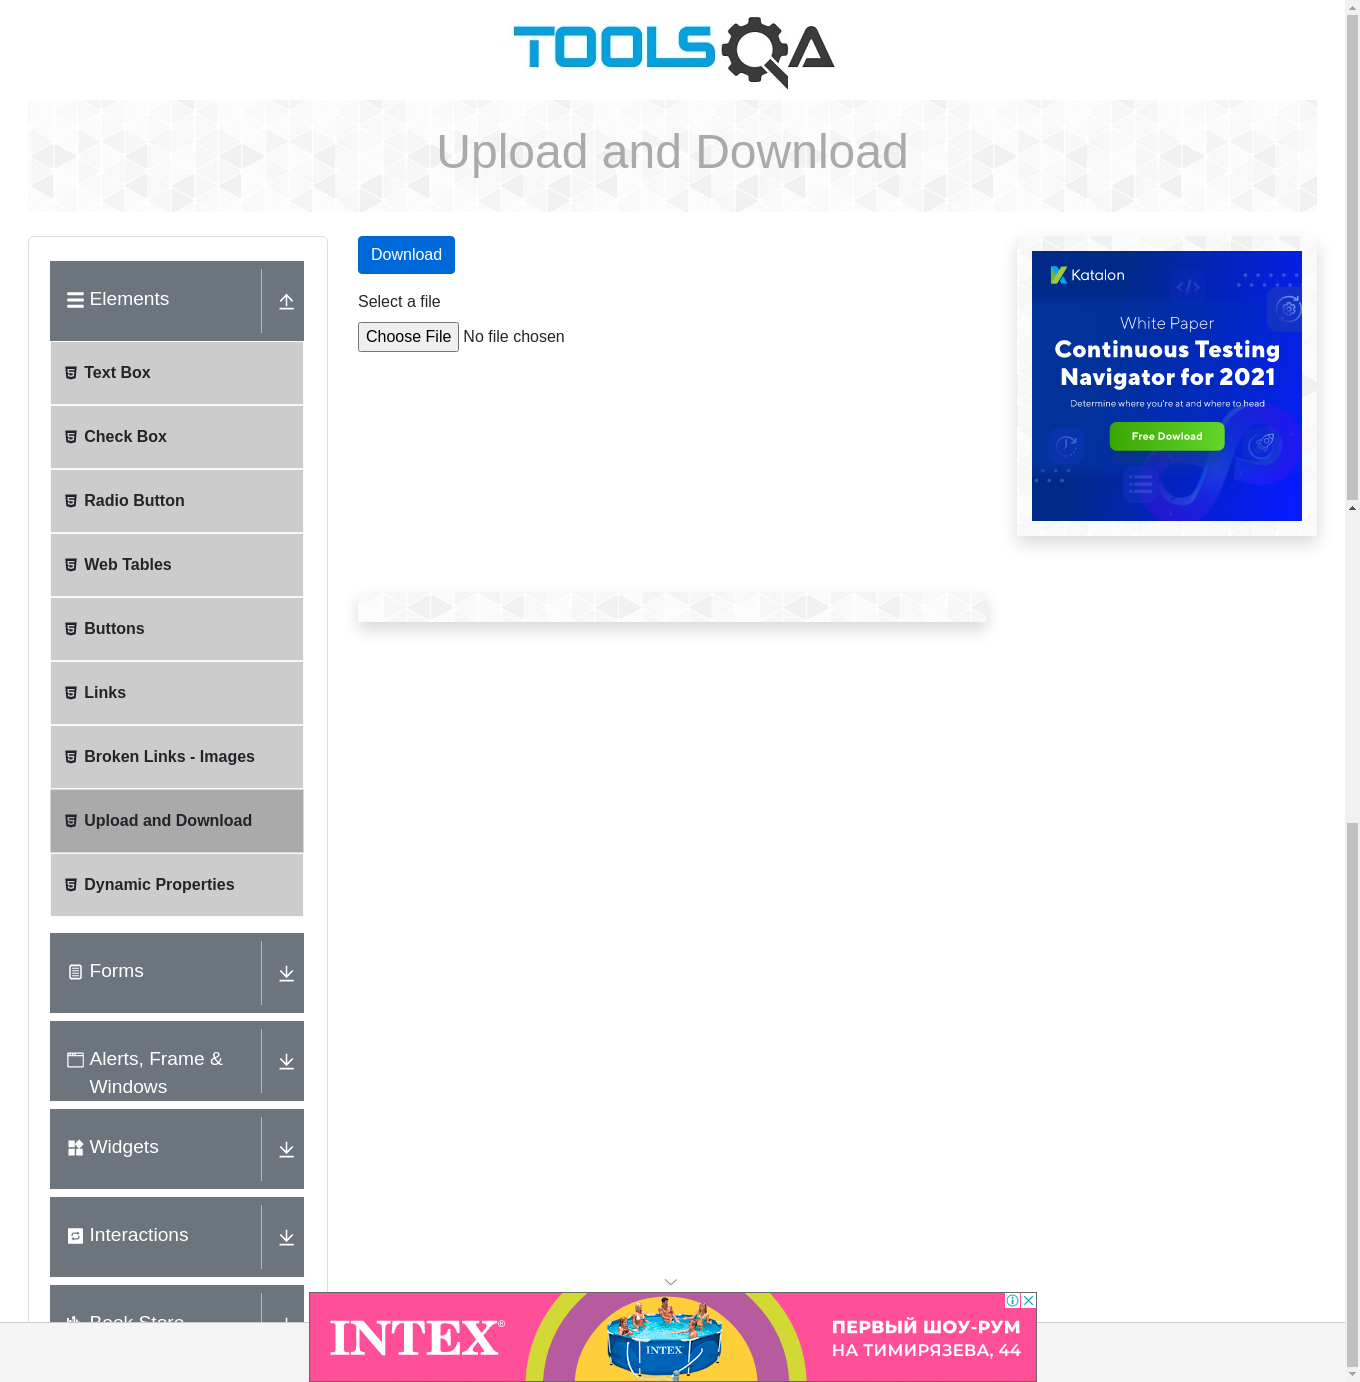 TOOLSQA
Upload and Download
Elements
Text Box
Check Box
Radio Button
Web Tables
Buttons
Links
Broken Links - Images
Upload and Download
Dynamic Properties
Forms
Alerts, Frame &
Windows
Widgets
Interactions
Book Store
Download
Select a file
Choose File No file chosen
Katalon
White Paper
Continuous Testing
Navigator for 2021
Determine where you're at and where to head
Free Dowload
INTEX®
INTEX
ПЕРВЫЙ ШОУ-РУМ
НА ТИМИРЯЗЕВА, 44